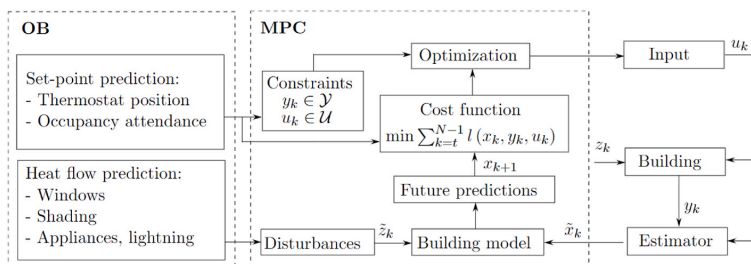 OB
MPC
Set-point prediction:
- Thermostat position
- Occupancy attendance
Heat flow prediction:
- Windows
- Shading
- Appliances, lightning
Constraints
y_k ∈ 𝒴
u_k ∈ 𝒰
Optimization
Cost function
min ∑_{k=t}^{N−1} l (x_k, y_k, u_k)
x_{k+1}
Future predictions
Disturbances
z̃_k
Building model
x̃_k
Input
u_k
z_k
Building
y_k
Estimator